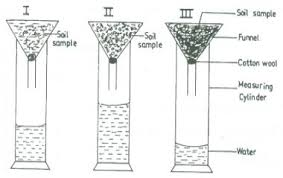 I
II
III
Soil
sample
Soil
sample
Soil sample
Funnel
Cotton wool
Measuring
Cylinder
Water